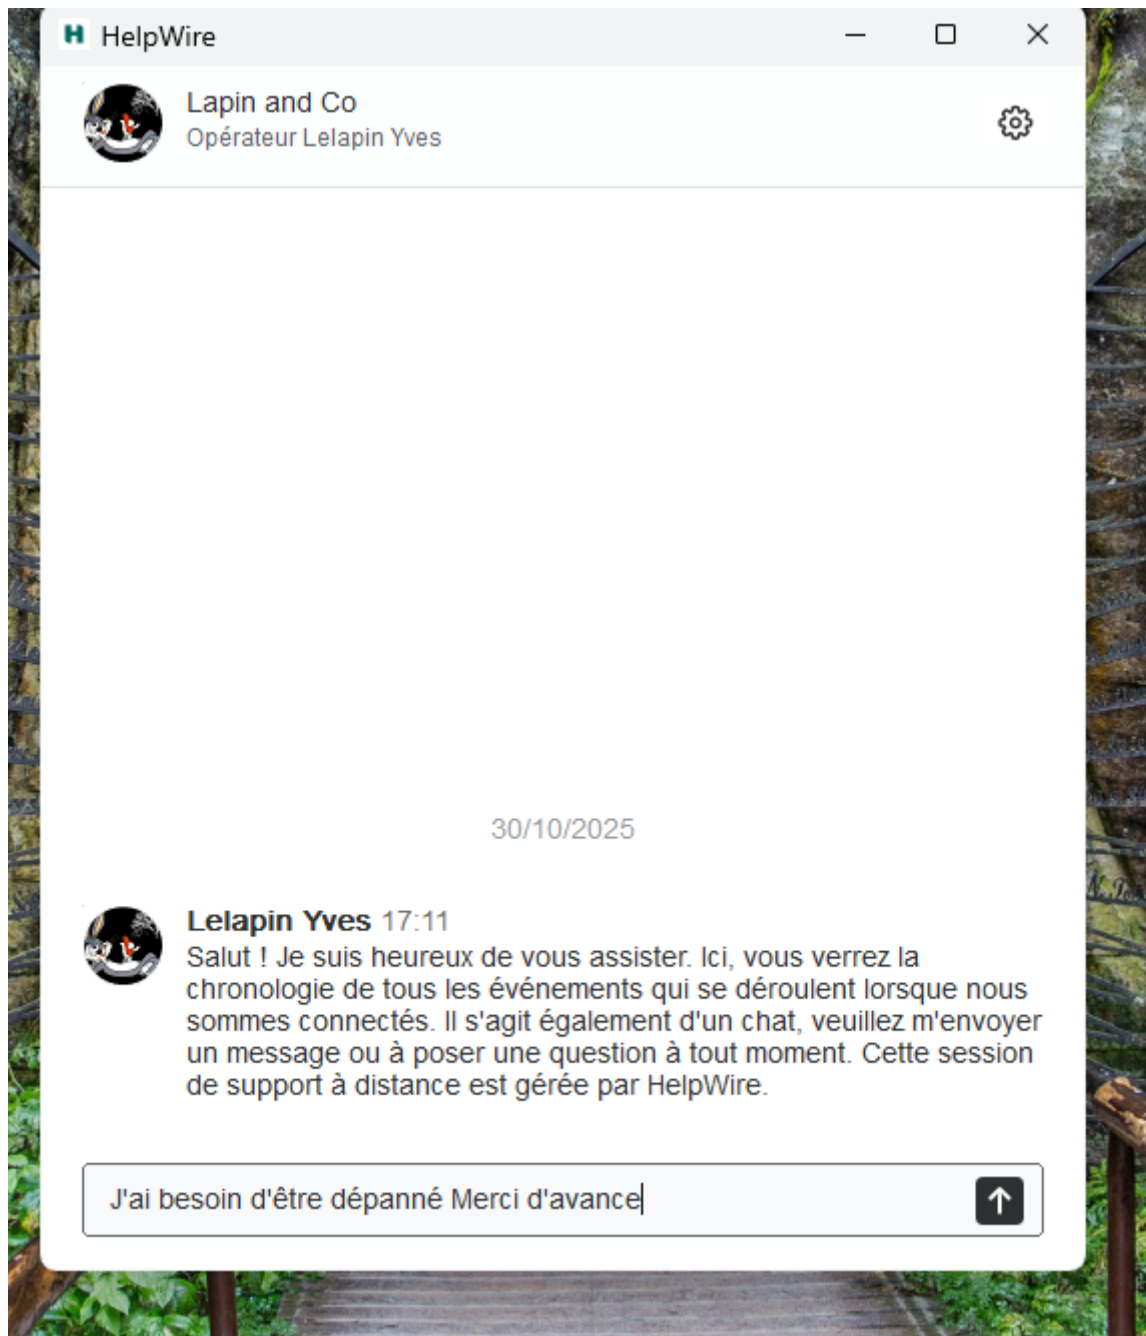 HelpWire
Lapin and Co
Opérateur Lelapin Yves
30/10/2025
Lelapin Yves 17:11
Salut ! Je suis heureux de vous assister. Ici, vous verrez la
chronologie de tous les événements qui se déroulent lorsque nous
sommes connectés. Il s'agit également d'un chat, veuillez m'envoyer
un message ou à poser une question à tout moment. Cette session
de support à distance est gérée par HelpWire.
J'ai besoin d'être dépanné Merci d'avance